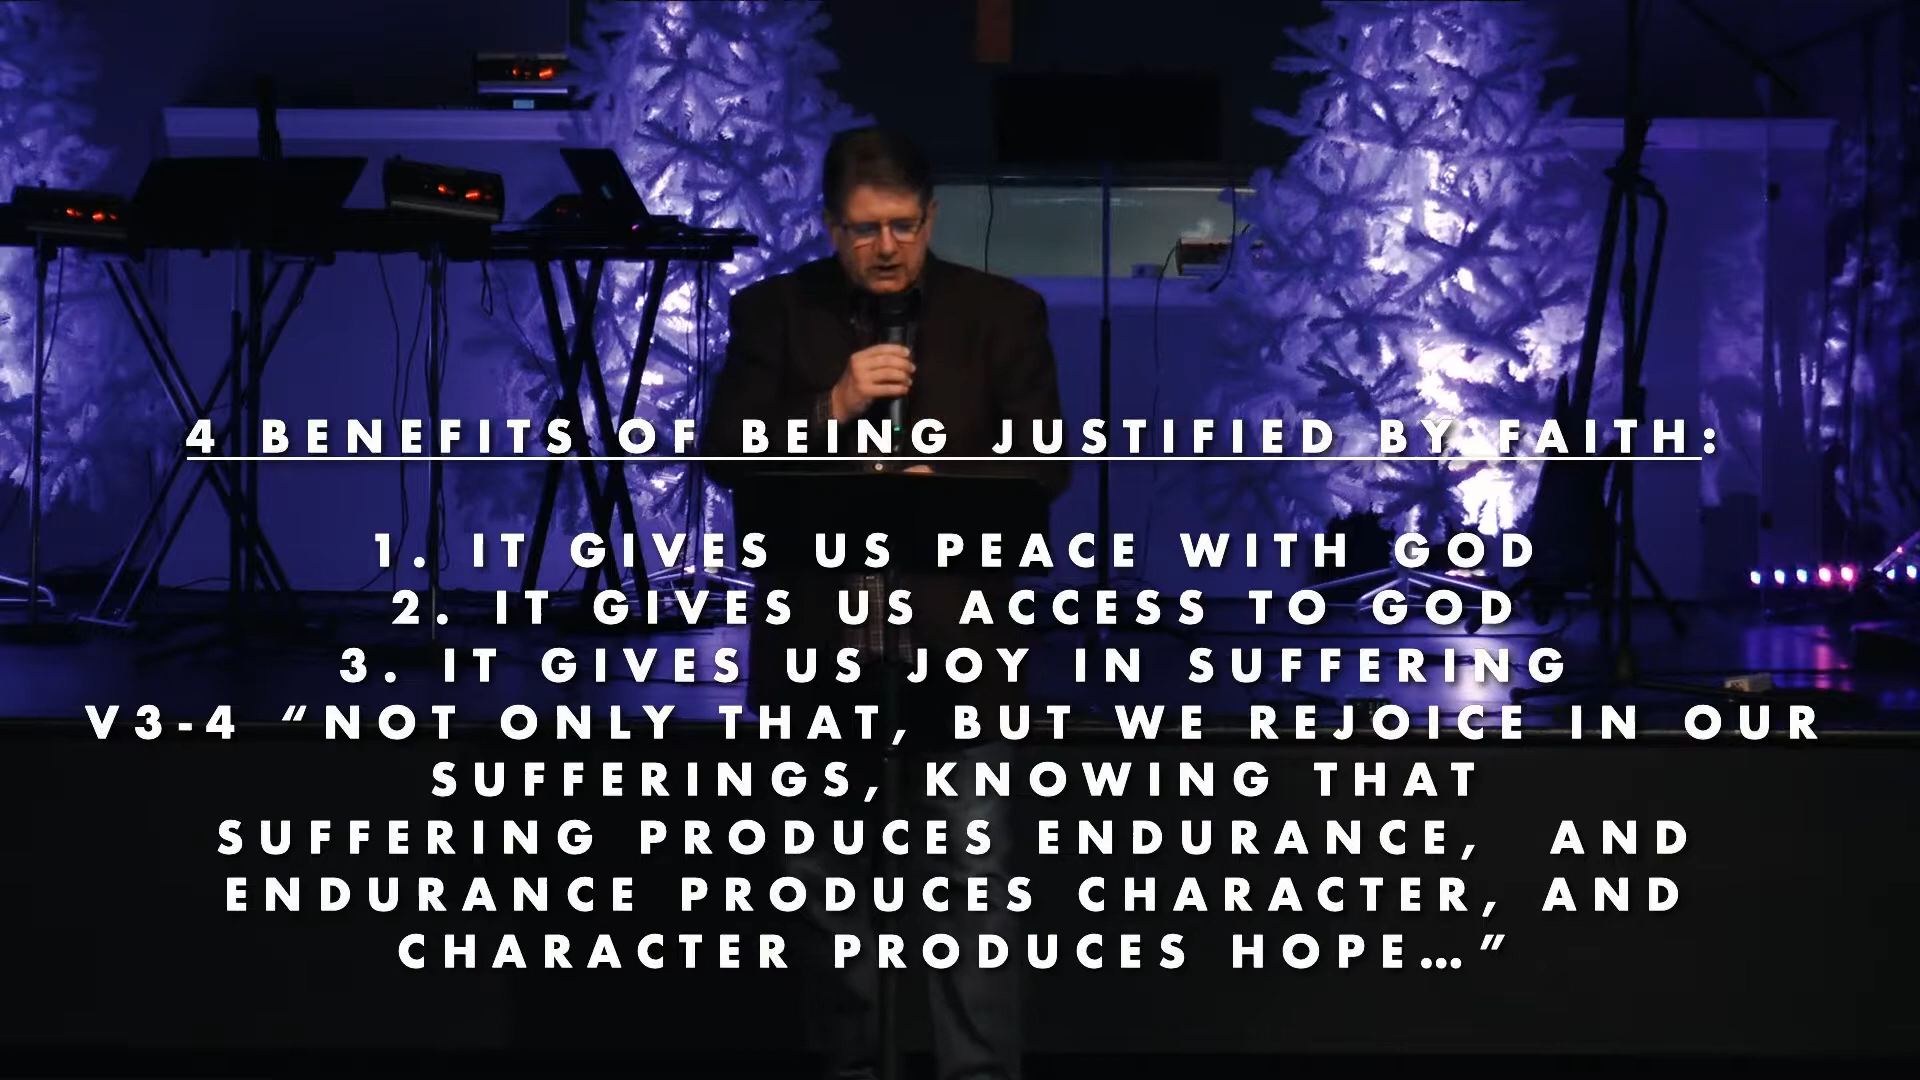 4 BENEFITS OF BEING JUSTIFIED BY FAITH:
1. IT GIVES US PEACE WITH GOD
2. IT GIVES US ACCESS TO GOD
3. IT GIVES US JOY IN SUFFERING
V3-4 “NOT ONLY THAT, BUT WE REJOICE IN OUR
SUFFERINGS, KNOWING THAT
SUFFERING PRODUCES ENDURANCE, AND
ENDURANCE PRODUCES CHARACTER, AND
CHARACTER PRODUCES HOPE…”